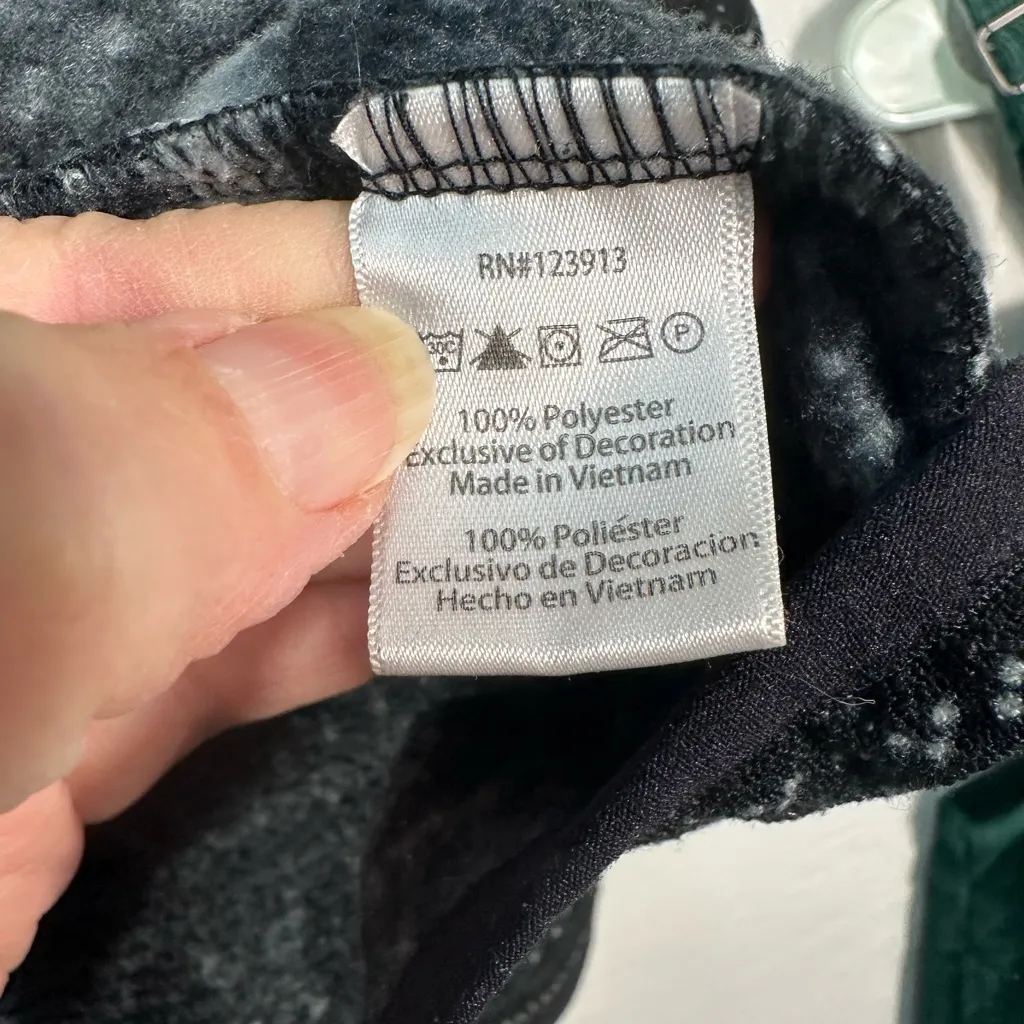 RN#123913
P
100% Polyester
Exclusive of Decoration
Made in Vietnam
100% Poliéster
Exclusivo de Decoracion
Hecho en Vietnam